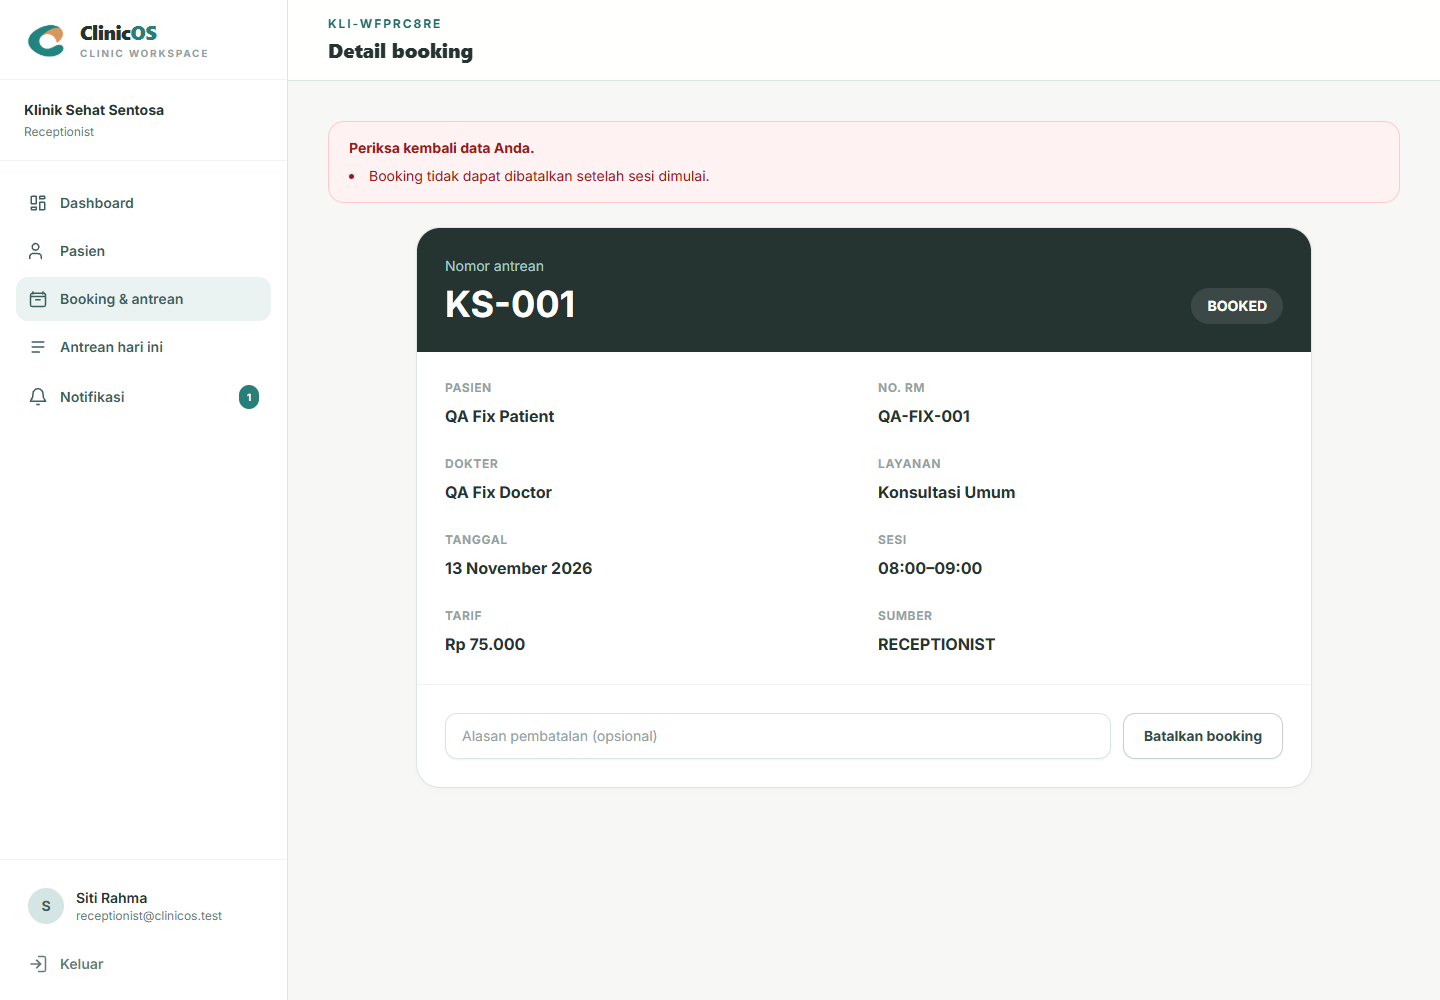 ClinicOS
CLINIC WORKSPACE
Klinik Sehat Sentosa
Receptionist
Dashboard
Pasien
Booking & antrean
Antrean hari ini
Notifikasi
1
Siti Rahma
S
receptionist@clinicos.test
Keluar
KLI-WFPRC8RE
Detail booking
Periksa kembali data Anda.
• Booking tidak dapat dibatalkan setelah sesi dimulai.
Nomor antrean
KS-001
BOOKED
PASIEN
QA Fix Patient
NO. RM
QA-FIX-001
DOKTER
QA Fix Doctor
LAYANAN
Konsultasi Umum
TANGGAL
13 November 2026
SESI
08:00–09:00
TARIF
Rp 75.000
SUMBER
RECEPTIONIST
Alasan pembatalan (opsional)
Batalkan booking